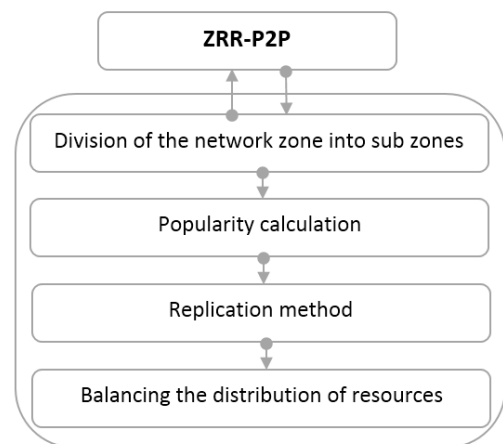 ZRR-P2P
Division of the network zone into sub zones
Popularity calculation
Replication method
Balancing the distribution of resources